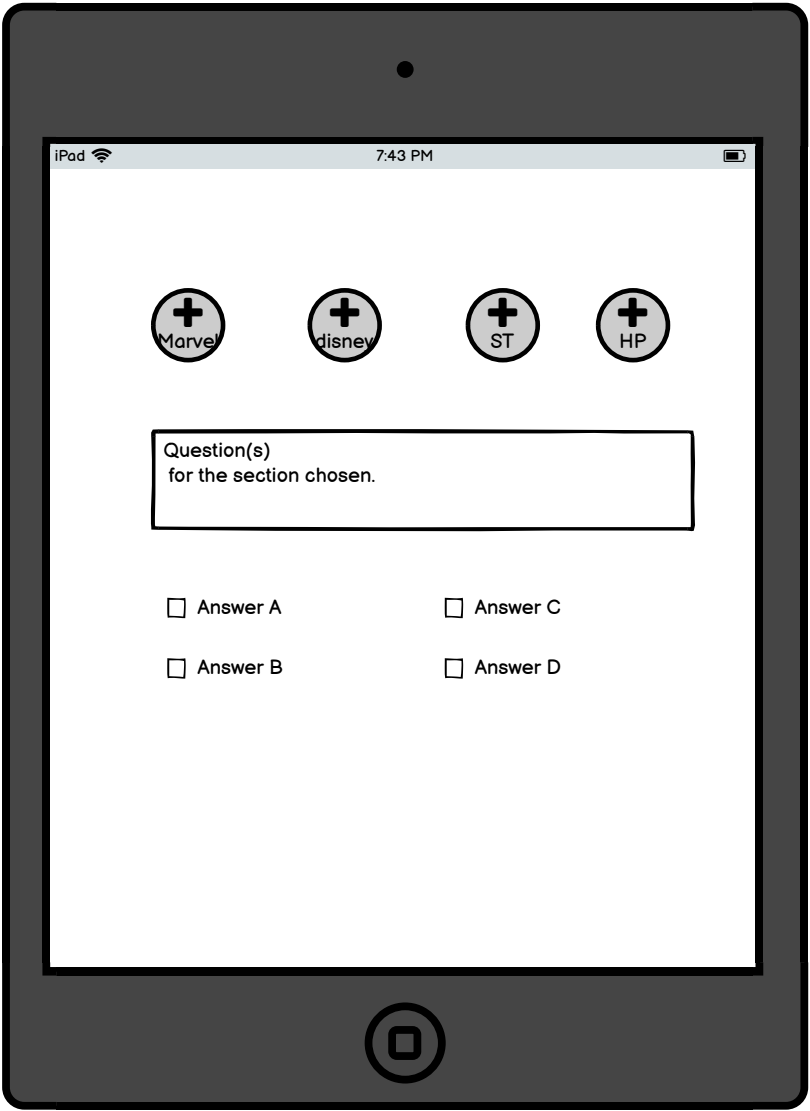 iPad 7:43 PM
Marvel disney ST HP
Question(s)
for the section chosen.
Answer A Answer C
Answer B Answer D